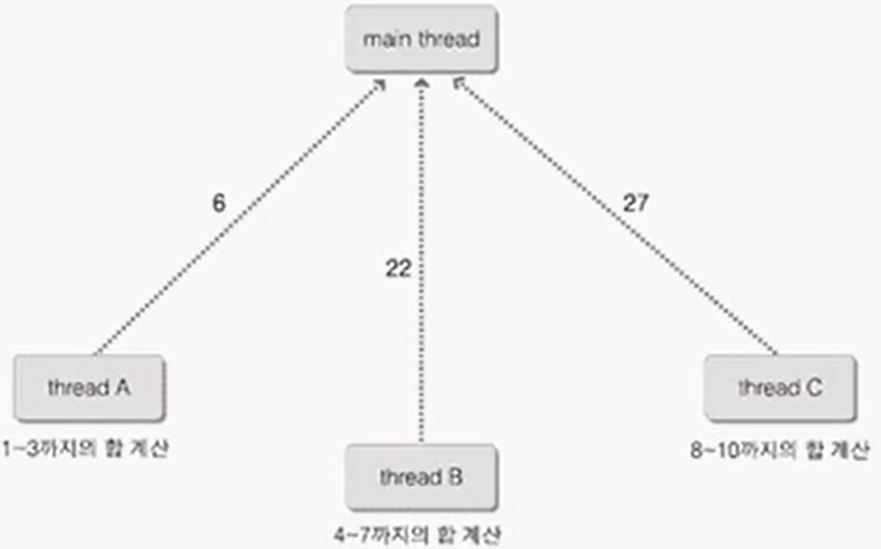 main thread
6
27
22
thread A
thread C
1~3까지의 합 계산
8~10까지의 합 계산
thread B
4~7까지의 합 계산